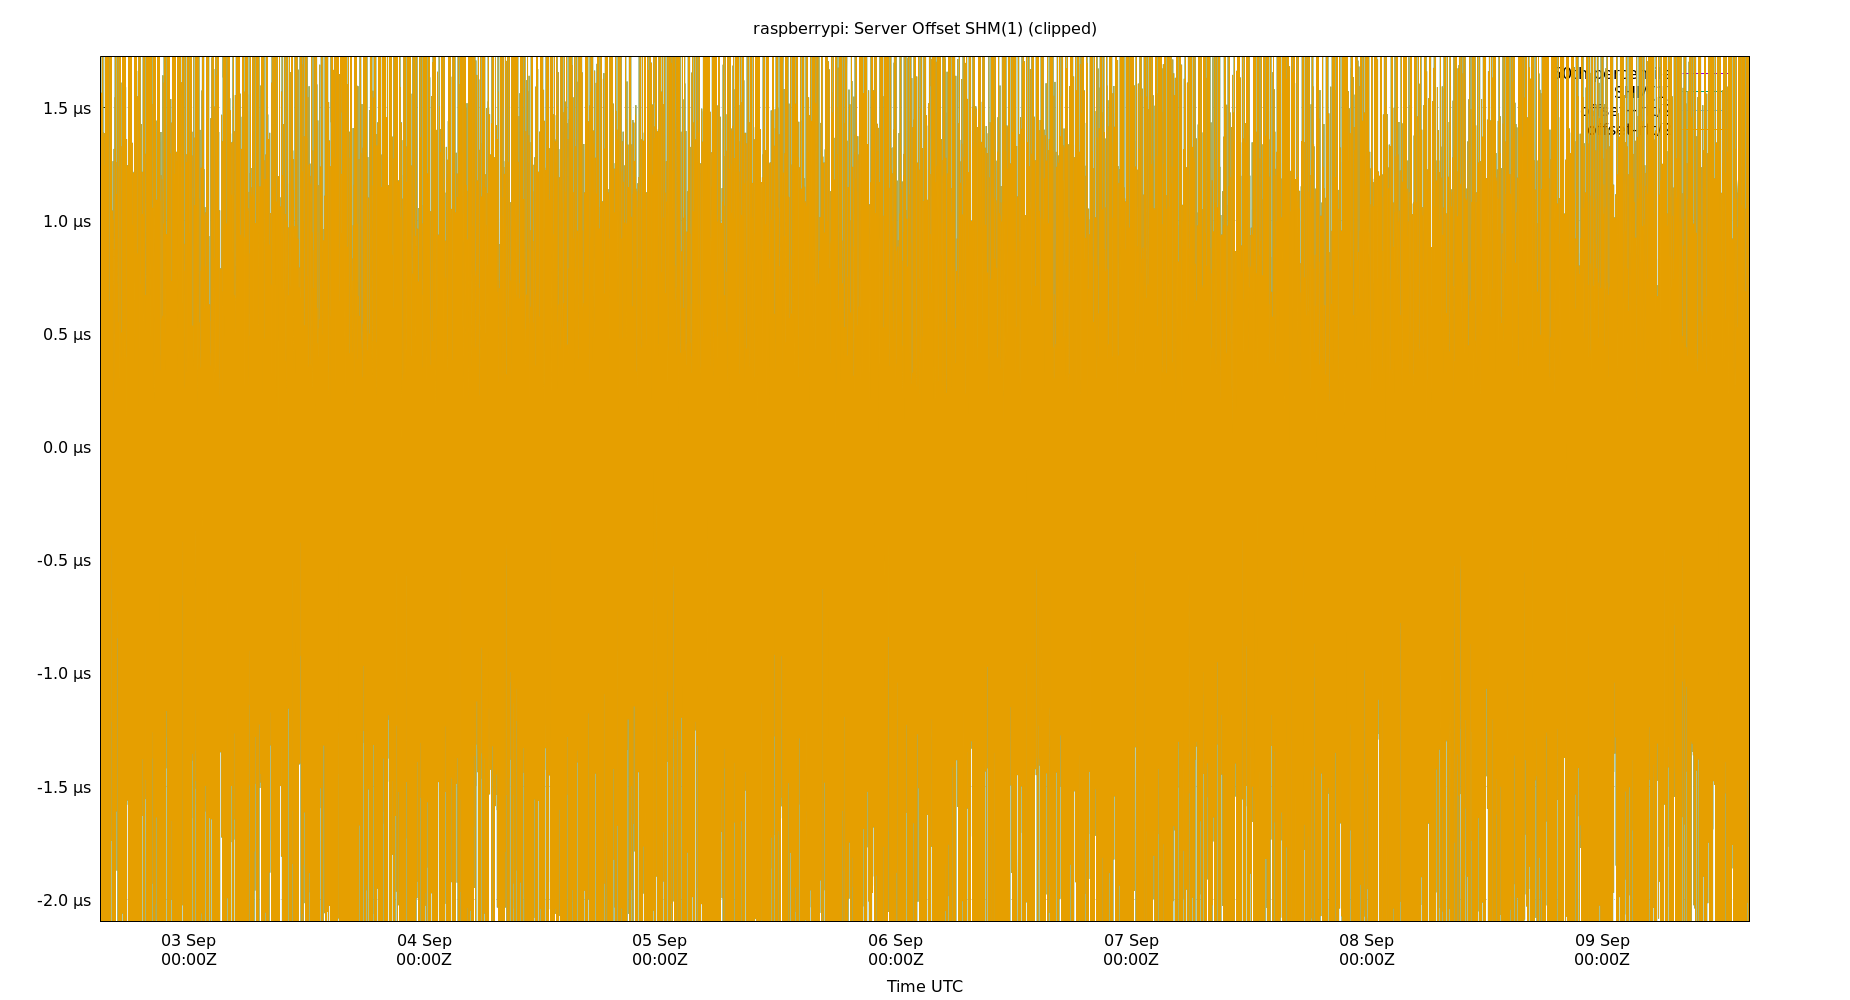 raspberrypi: Server Offset SHM(1) (clipped)
1.5 µs
1.0 µs
0.5 µs
0.0 µs
-0.5 µs
-1.0 µs
-1.5 µs
-2.0 µs
03 Sep 04 Sep 05 Sep 06 Sep 07 Sep 08 Sep 09 Sep
00:00Z 00:00Z 00:00Z 00:00Z 00:00Z 00:00Z 00:00Z
Time UTC